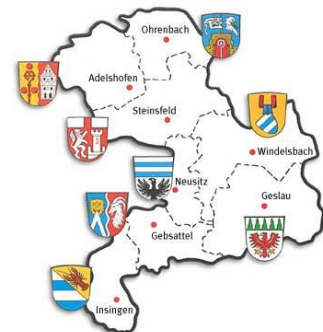 Ohrenbach
Adelshofen
Steinsfeld
Windelsbach
Neusitz
Geslau
Gebsattel
Insingen